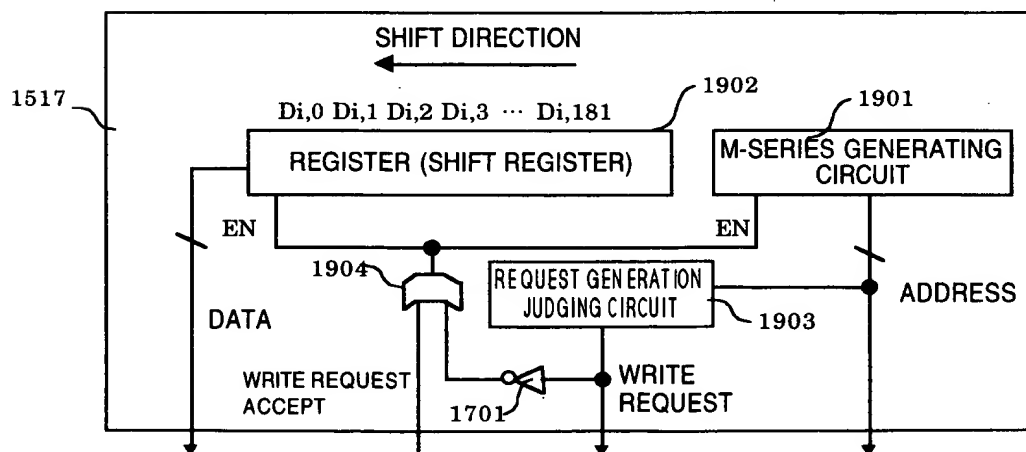 SHIFT DIRECTION
1517
1902
1901
Di,0 Di,1 Di,2 Di,3 ··· Di,181
REGISTER (SHIFT REGISTER)
M-SERIES GENERATING
CIRCUIT
EN
EN
1904
REQUEST GENERATION
JUDGING CIRCUIT
1903
ADDRESS
DATA
WRITE REQUEST
ACCEPT
1701
WRITE
REQUEST